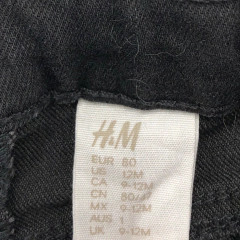 H&M
EUR 80
US 12M
CA 9-12M
CN 80/47
MX 9-12M
AUS 1
UK 9-12M